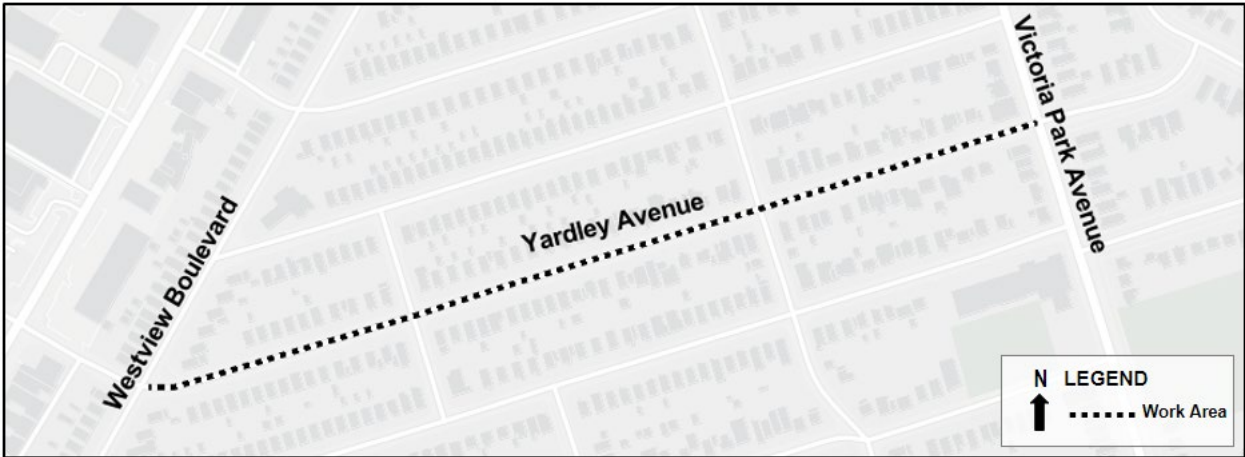 Victoria Park Avenue
Yardley Avenue
Westview Boulevard
N LEGEND
Work Area